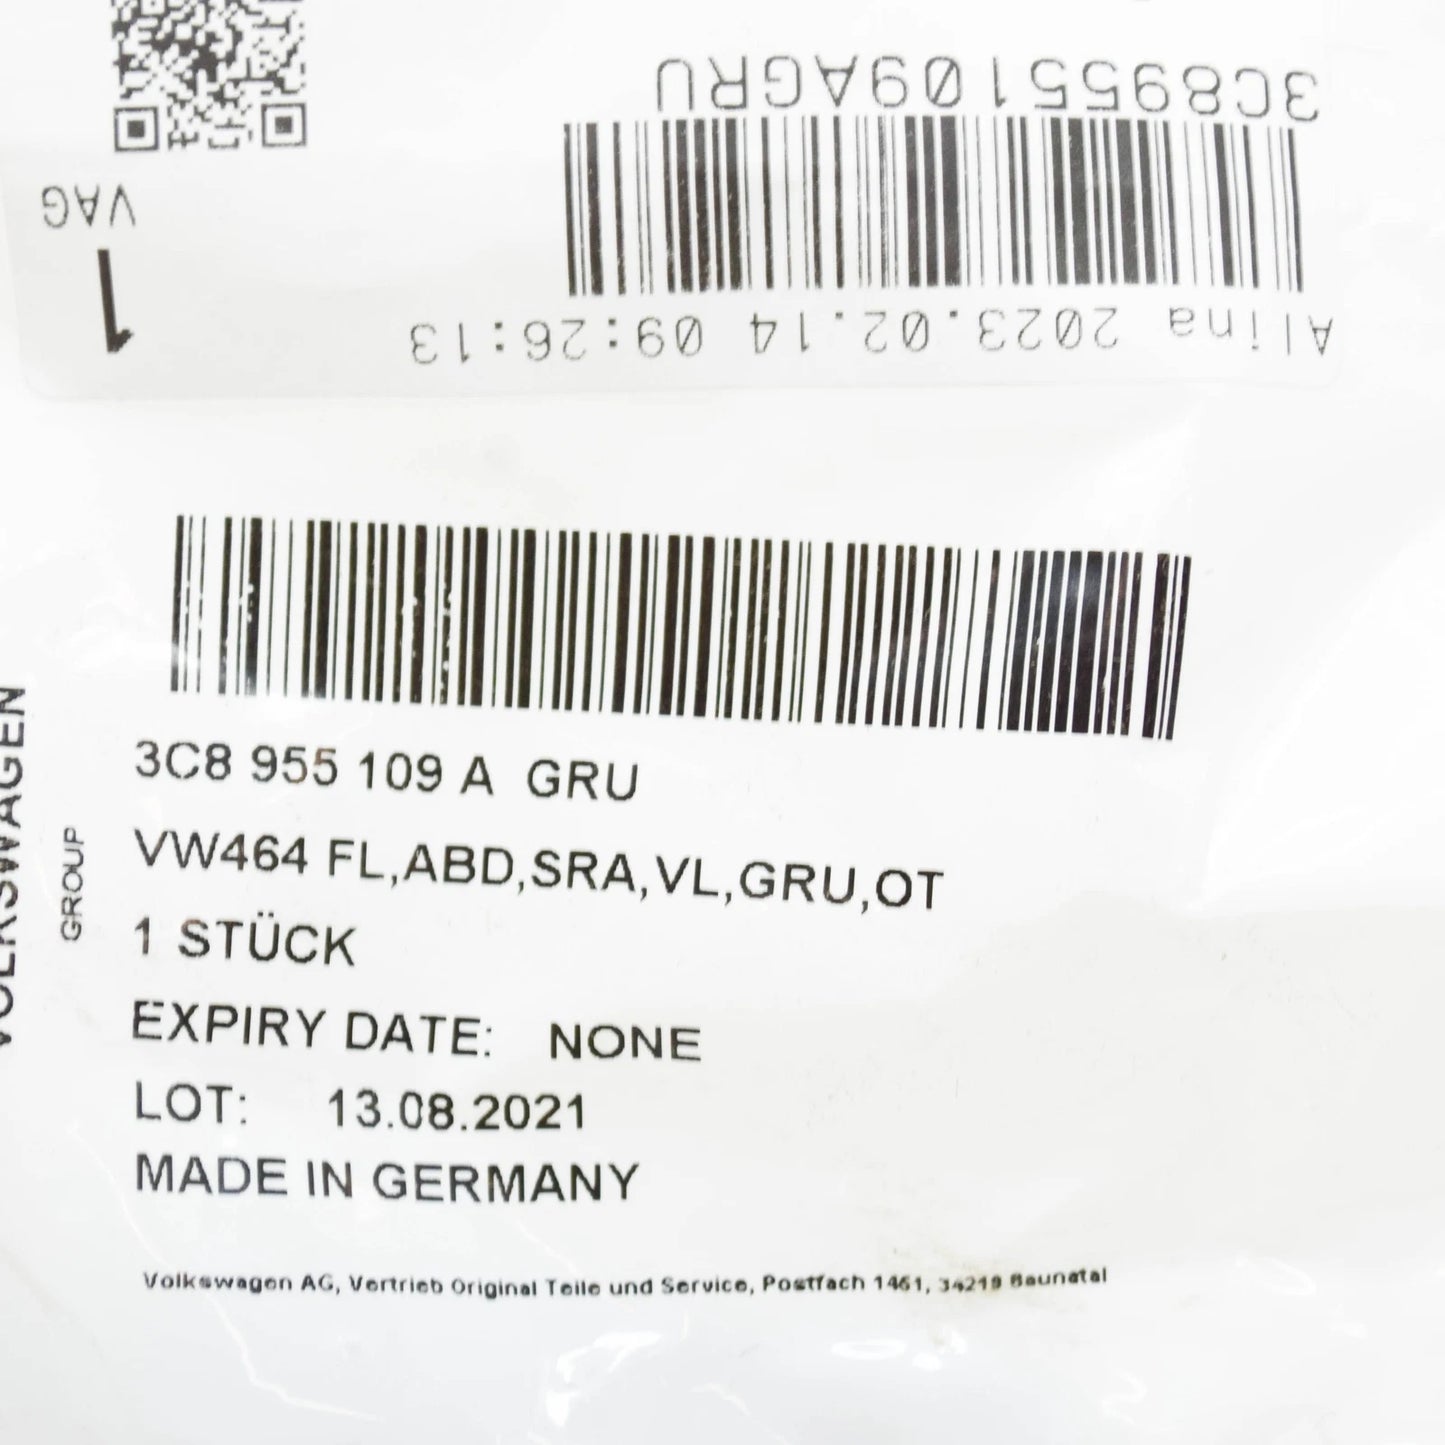 3C8955109AGRU
Alina 2023.02.14 09:26:13
VAG
1
VOLKSWAGEN
GROUP
3C8 955 109 A GRU
VW464 FL,ABD,SRA,VL,GRU,OT
1 STÜCK
EXPIRY DATE: NONE
LOT: 13.08.2021
MADE IN GERMANY
Volkswagen AG, Vertrieb Original Teile und Service, Postfach 1461, 34219 Baunatal